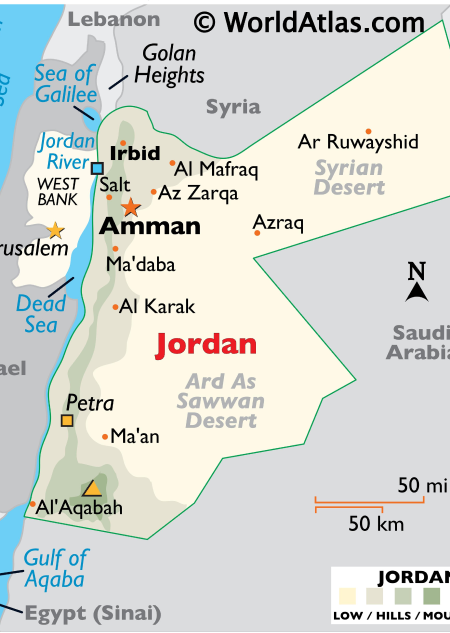 Lebanon
© WorldAtlas.com
Golan
Heights
Sea of
Galilee
Syria
Sea
Jordan
River
Irbid
Ar Ruwayshid
Al Mafraq
Syrian
Desert
WEST
BANK
Salt
Az Zarqa
Amman
Azraq
rusalem
Ma'daba
N
Dead
Sea
Al Karak
Jordan
Saudi
Arabia
ael
Ard As
Sawwan
Desert
Petra
Ma'an
Al'Aqabah
50 mi
50 km
Gulf of
Aqaba
Egypt (Sinai)
JORDAN
LOW / HILLS / MOU